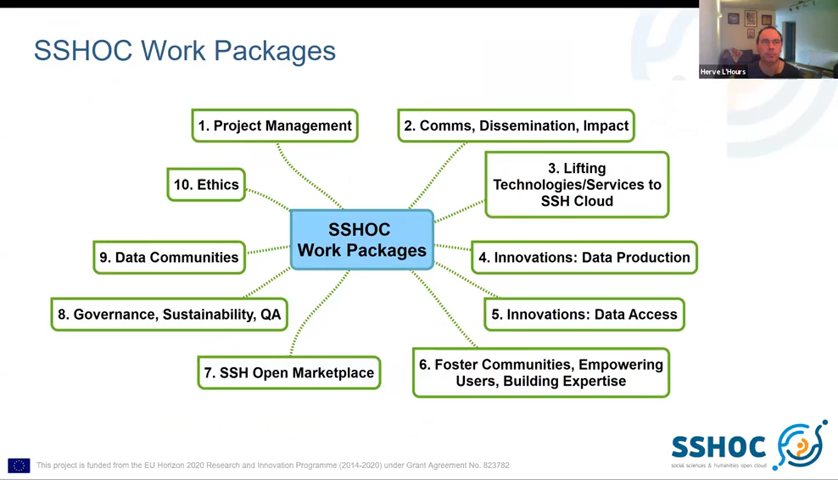 SSHOC Work Packages
Herve L'Hours
1. Project Management
2. Comms, Dissemination, Impact
3. Lifting
Technologies/Services to
SSH Cloud
10. Ethics
SSHOC
Work Packages
9. Data Communities
4. Innovations: Data Production
8. Governance, Sustainability, QA
5. Innovations: Data Access
7. SSH Open Marketplace
6. Foster Communities, Empowering
Users, Building Expertise
SSHOC
social sciences & humanities open cloud
This project is funded from the EU Horizon 2020 Research and Innovation Programme (2014-2020) under Grant Agreement No. 823782